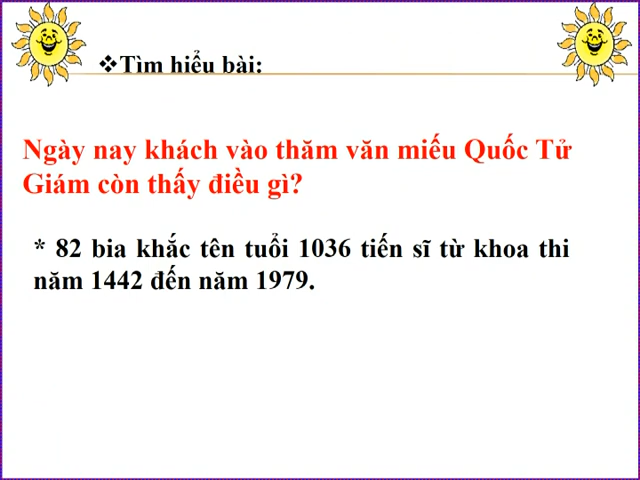 ❖Tìm hiểu bài:
Ngày nay khách vào thăm văn miếu Quốc Tử
Giám còn thấy điều gì?
* 82 bia khắc tên tuổi 1036 tiến sĩ từ khoa thi
năm 1442 đến năm 1979.